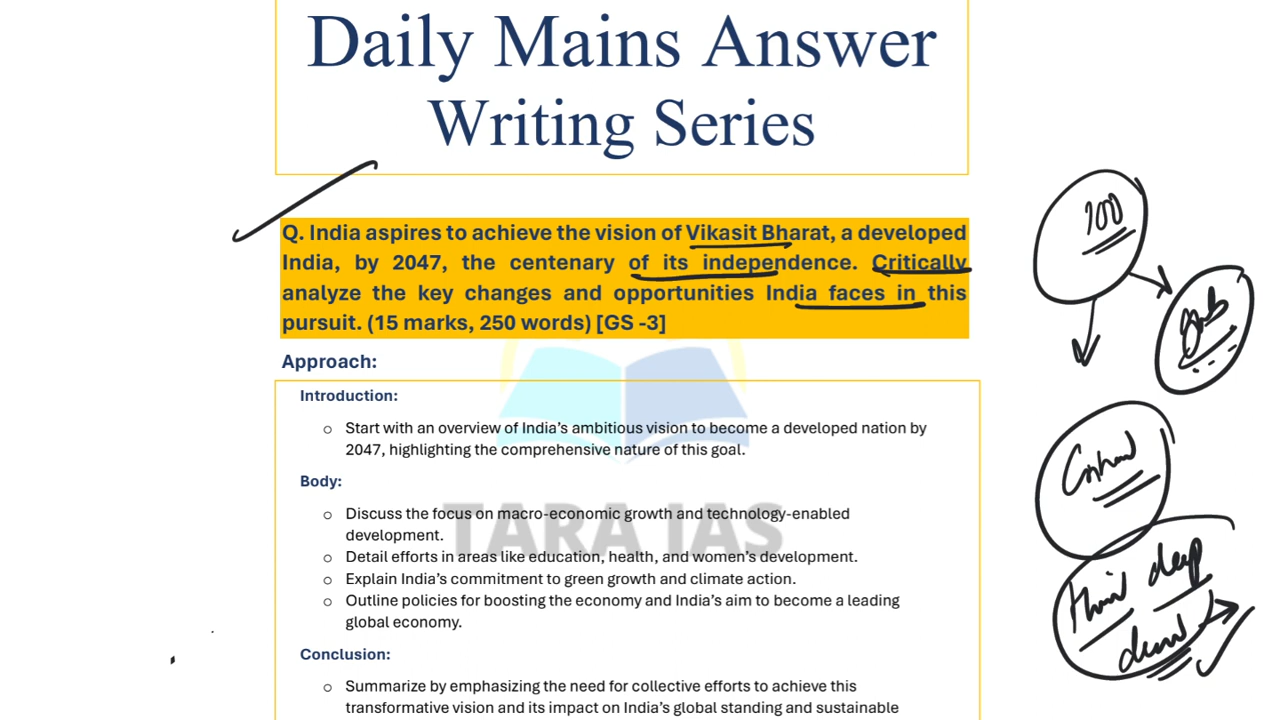 Daily Mains Answer
Writing Series
Q. India aspires to achieve the vision of Vikasit Bharat, a developed
India, by 2047, the centenary of its independence. Critically
analyze the key changes and opportunities India faces in this
pursuit. (15 marks, 250 words) [GS -3]
Approach:
Introduction:
○ Start with an overview of India’s ambitious vision to become a developed nation by
2047, highlighting the comprehensive nature of this goal.
Body:
○ Discuss the focus on macro-economic growth and technology-enabled
development.
○ Detail efforts in areas like education, health, and women’s development.
○ Explain India’s commitment to green growth and climate action.
○ Outline policies for boosting the economy and India’s aim to become a leading
global economy.
Conclusion:
○ Summarize by emphasizing the need for collective efforts to achieve this
transformative vision and its impact on India’s global standing and sustainable
TARA IAS
100
deep